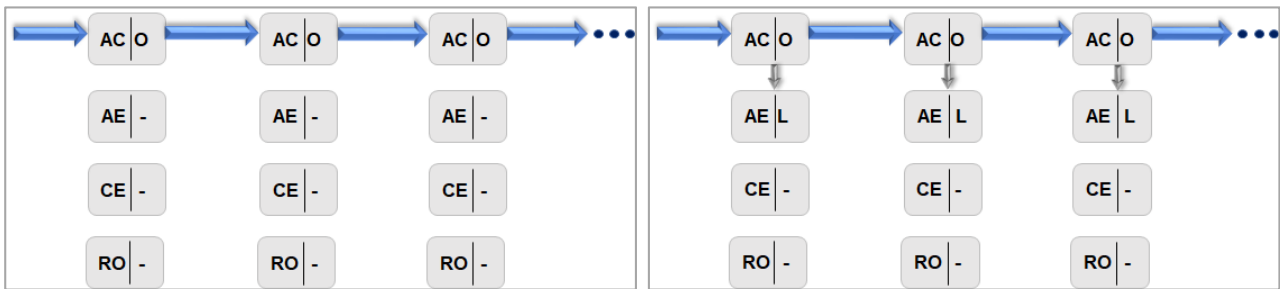 AC O AC O AC O AC O AC O AC O
AE - AE - AE - AE L AE L AE L
CE - CE - CE - CE - CE - CE -
RO - RO - RO - RO - RO - RO -